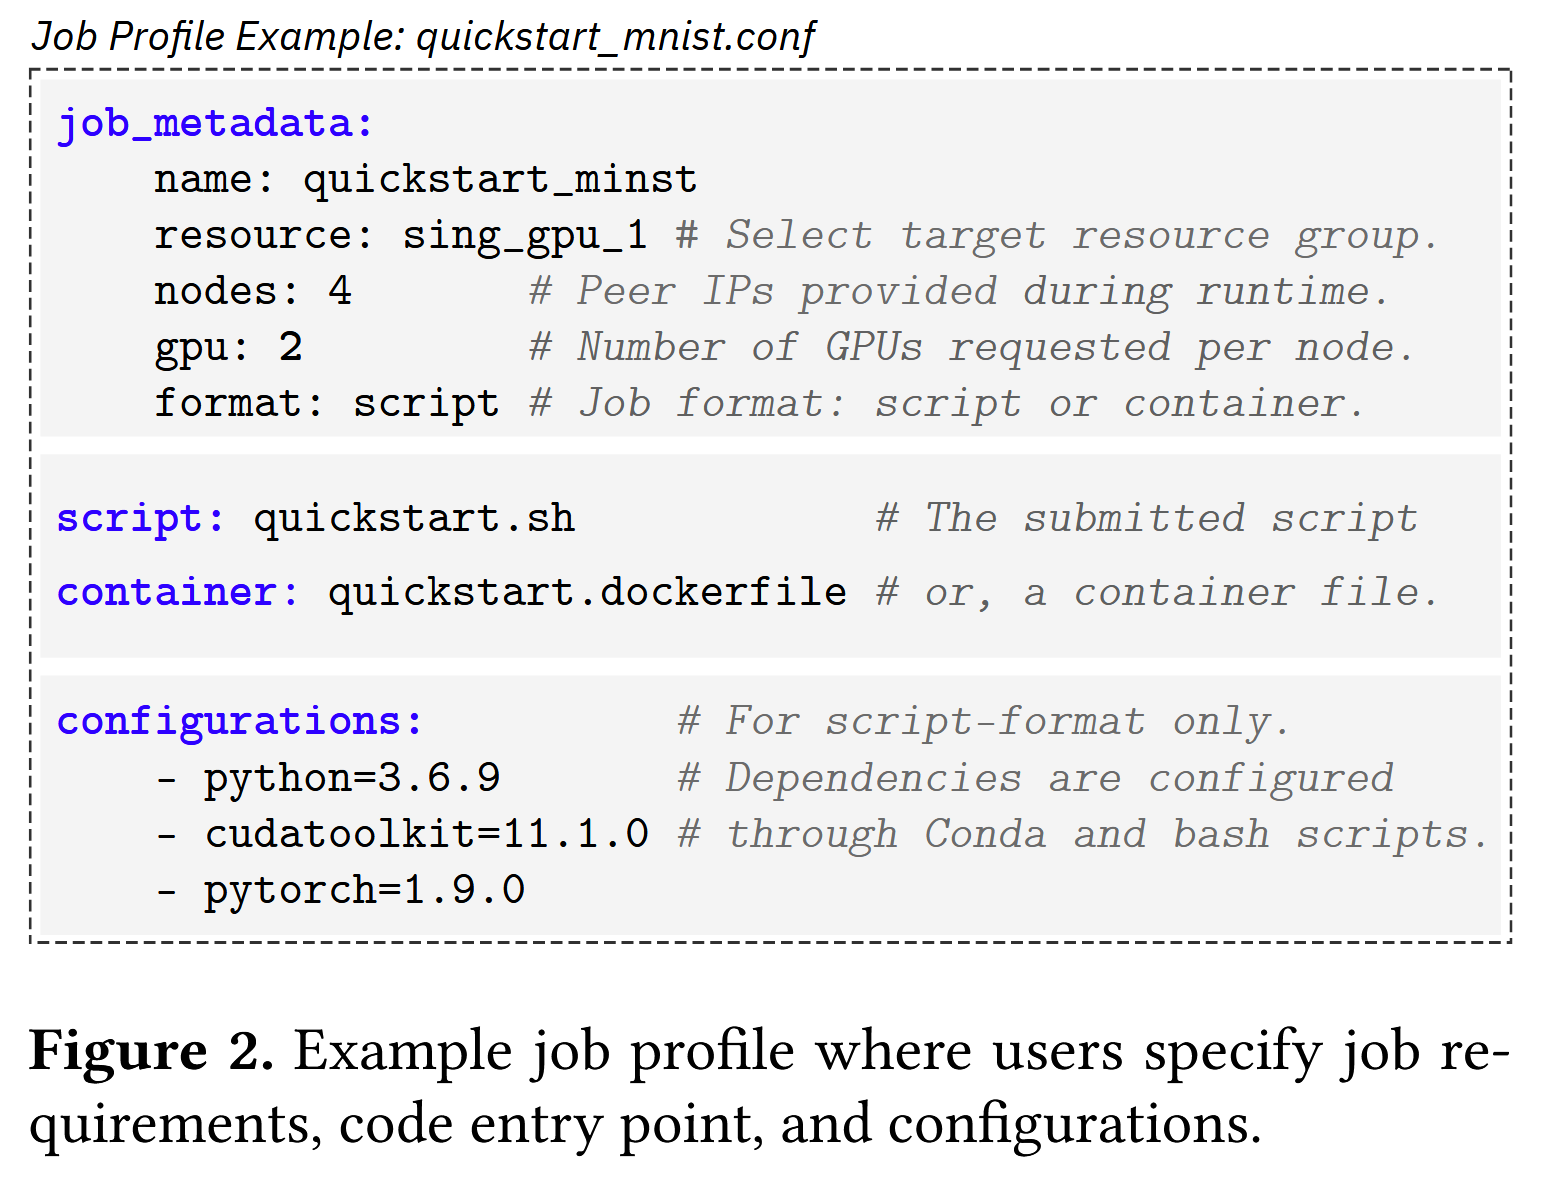 Job Profile Example: quickstart_mnist.conf
job_metadata:
    name: quickstart_minst
    resource: sing_gpu_1 # Select target resource group.
    nodes: 4       # Peer IPs provided during runtime.
    gpu: 2         # Number of GPUs requested per node.
    format: script # Job format: script or container.
script: quickstart.sh            # The submitted script
container: quickstart.dockerfile # or, a container file.
configurations:          # For script-format only.
    - python=3.6.9       # Dependencies are configured
    - cudatoolkit=11.1.0 # through Conda and bash scripts.
    - pytorch=1.9.0
Figure 2. Example job profile where users specify job re-
quirements, code entry point, and configurations.